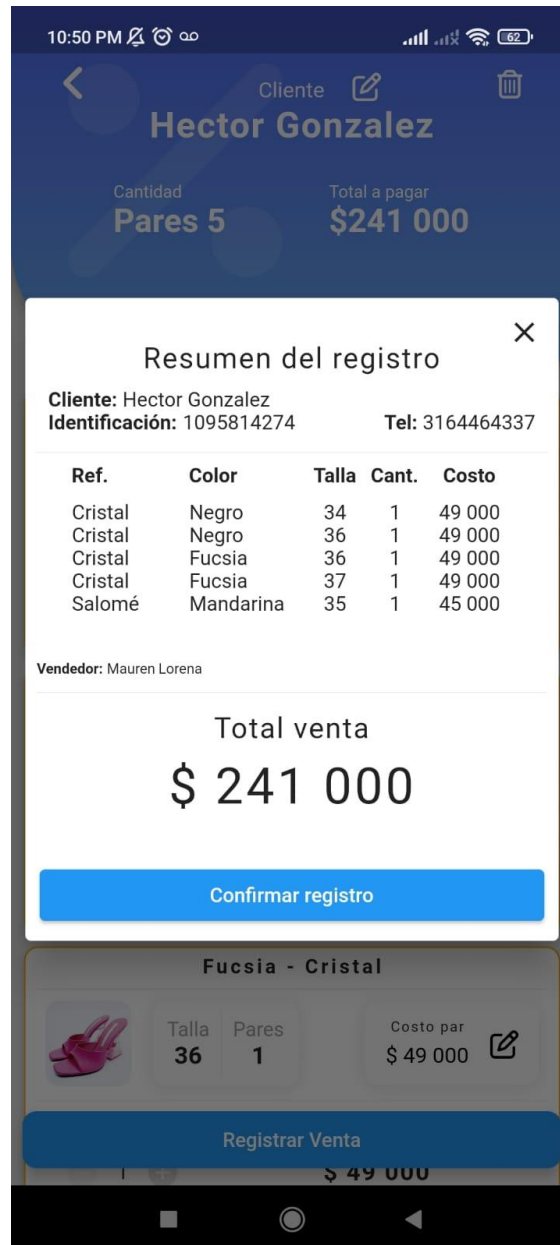 10:50 PM 62
Cliente
Hector Gonzalez
Cantidad Total a pagar
Pares 5 $241 000
Resumen del registro
Cliente: Hector Gonzalez
Identificación: 1095814274 Tel: 3164464337
Ref. Color Talla Cant. Costo
Cristal Negro 34 1 49 000
Cristal Negro 36 1 49 000
Cristal Fucsia 36 1 49 000
Cristal Fucsia 37 1 49 000
Salomé Mandarina 35 1 45 000
Vendedor: Mauren Lorena
Total venta
$ 241 000
Confirmar registro
Fucsia - Cristal
Talla Pares Costo par
36 1 $ 49 000
Registrar Venta
1 $ 49 000